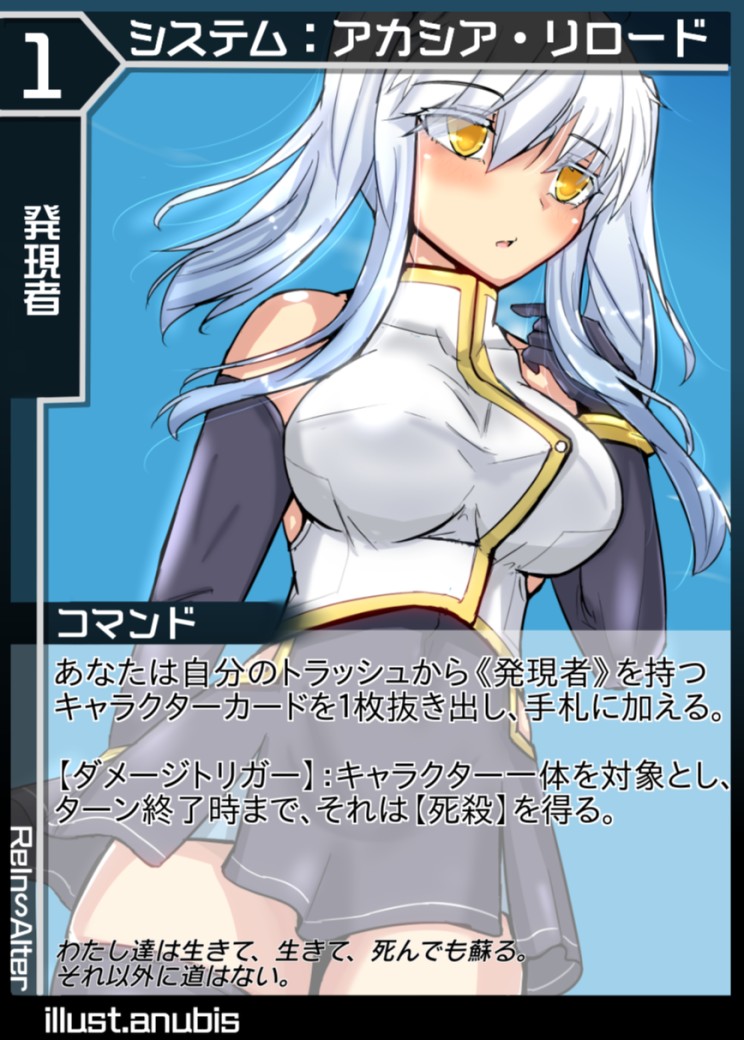 1
システム：アカシア・リロード
発現者
コマンド
あなたは自分のトラッシュから《発現者》を持つ
キャラクターカードを1枚抜き出し、手札に加える。
【ダメージトリガー】：キャラクター一体を対象とし、
ターン終了時まで、それは【死殺】を得る。
ReIn∽Alter
わたし達は生きて、生きて、死んでも蘇る。
それ以外に道はない。
illust.anubis